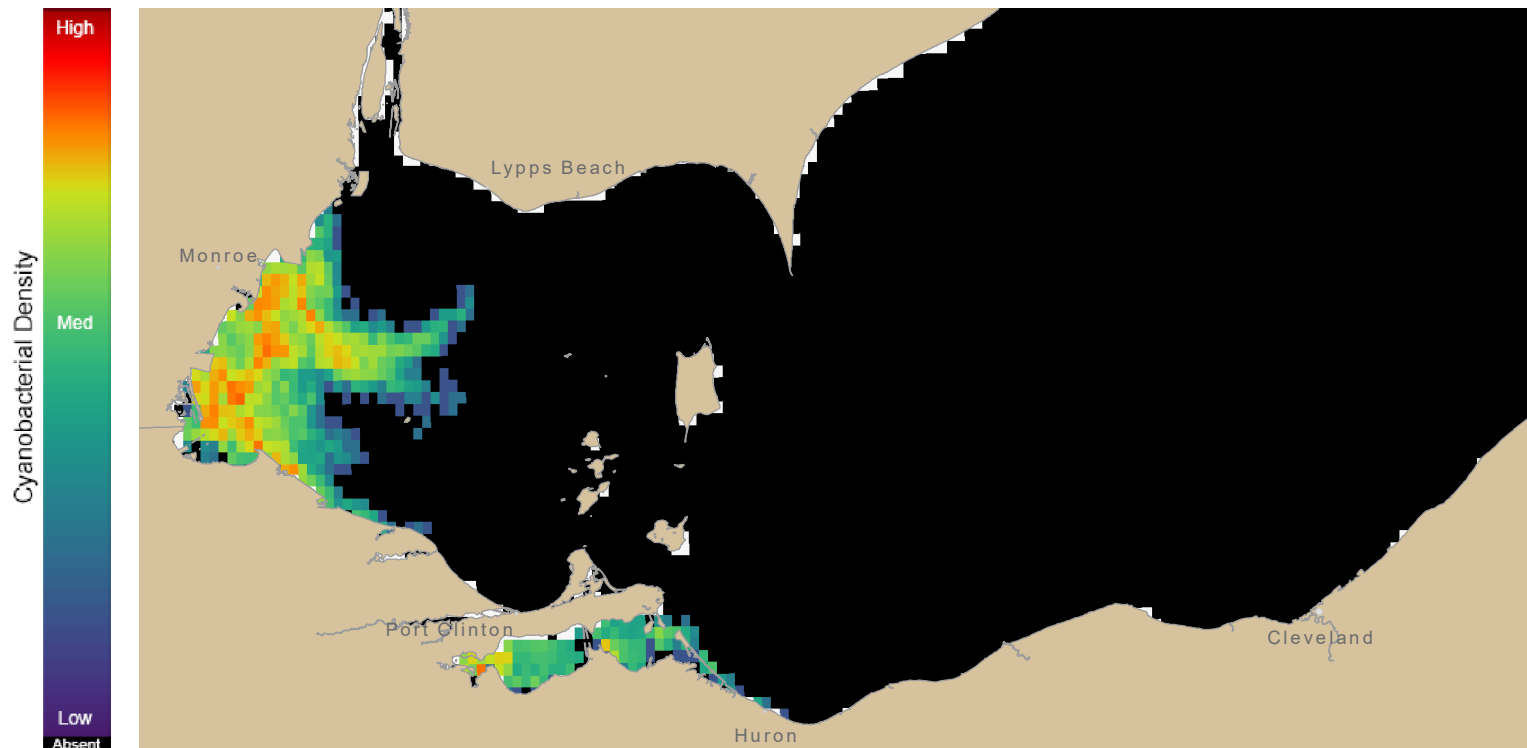 High
Med
Low
Absent
Cyanobacterial Density
Lypps Beach
Monroe
Port Clinton
Cleveland
Huron